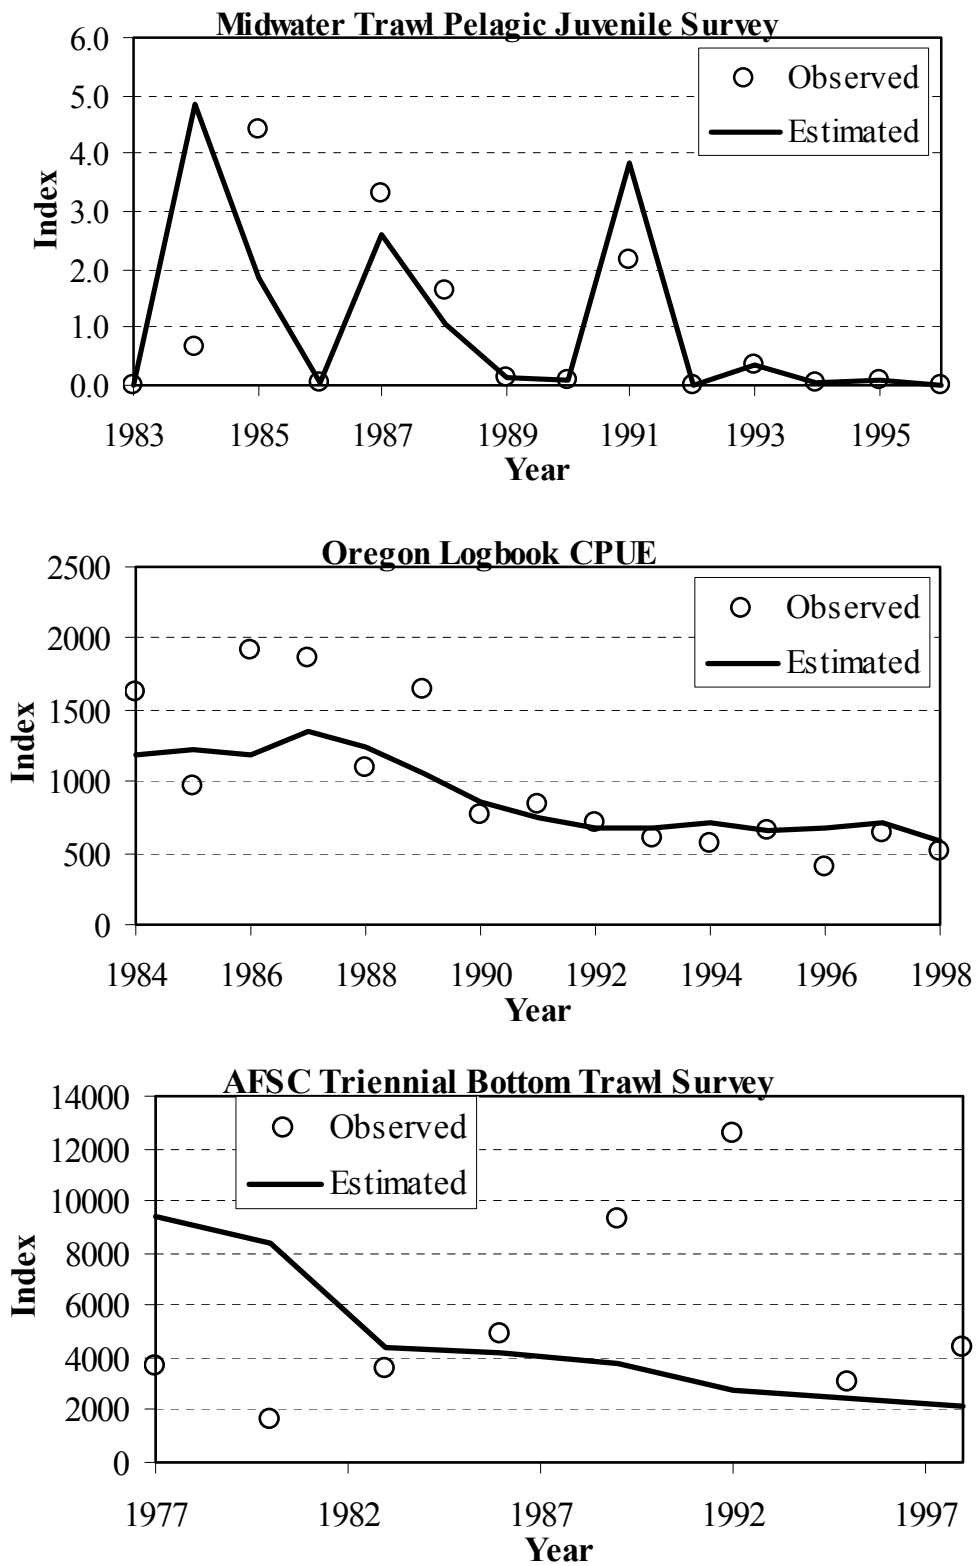 Midwater Trawl Pelagic Juvenile Survey
6.0
5.0
4.0
3.0
2.0
1.0
0.0
Index
Observed
Estimated
1983 1985 1987 1989 1991 1993 1995
Year
Oregon Logbook CPUE
2500
2000
1500
1000
500
0
Index
Observed
Estimated
1984 1986 1988 1990 1992 1994 1996 1998
Year
AFSC Triennial Bottom Trawl Survey
14000
12000
10000
8000
6000
4000
2000
0
Index
Observed
Estimated
1977 1982 1987 1992 1997
Year